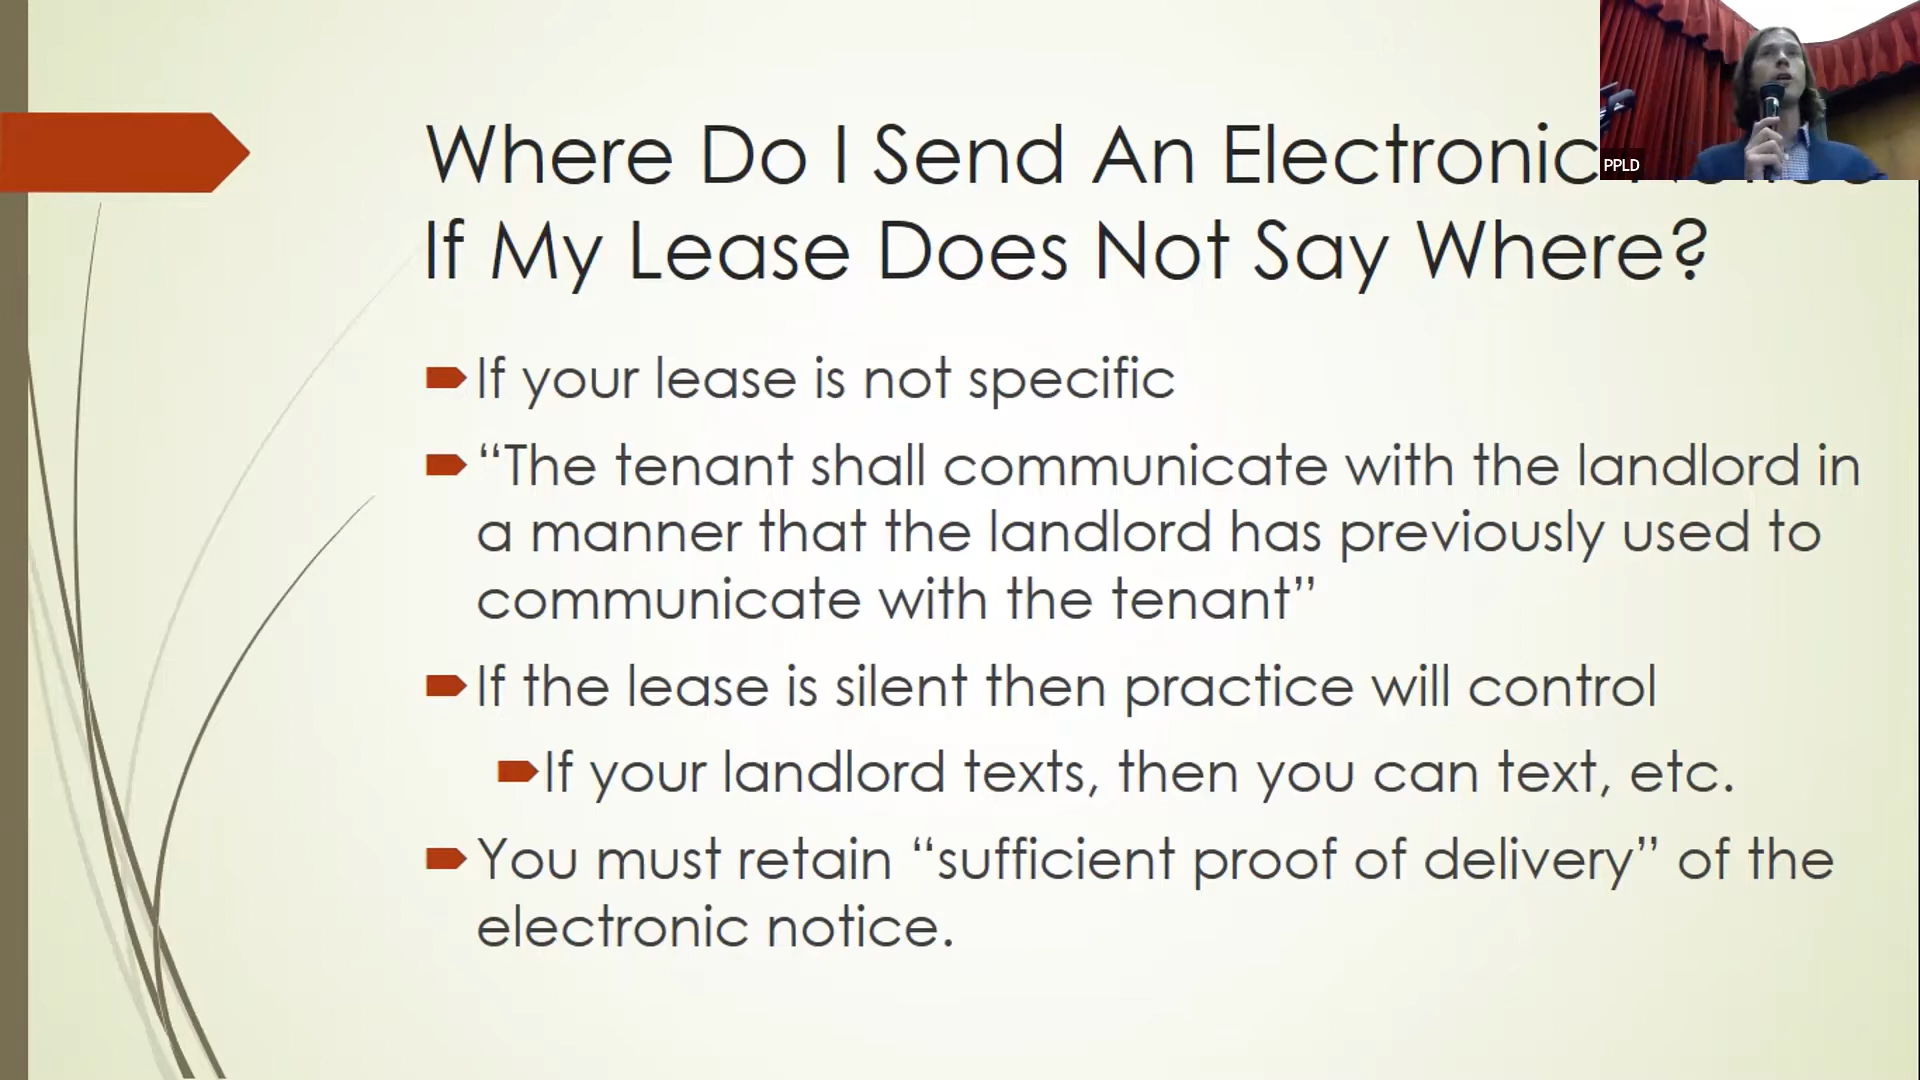 Where Do I Send An Electronic
If My Lease Does Not Say Where?
If your lease is not specific
“The tenant shall communicate with the landlord in
a manner that the landlord has previously used to
communicate with the tenant”
If the lease is silent then practice will control
If your landlord texts, then you can text, etc.
You must retain “sufficient proof of delivery” of the
electronic notice.
PPLD